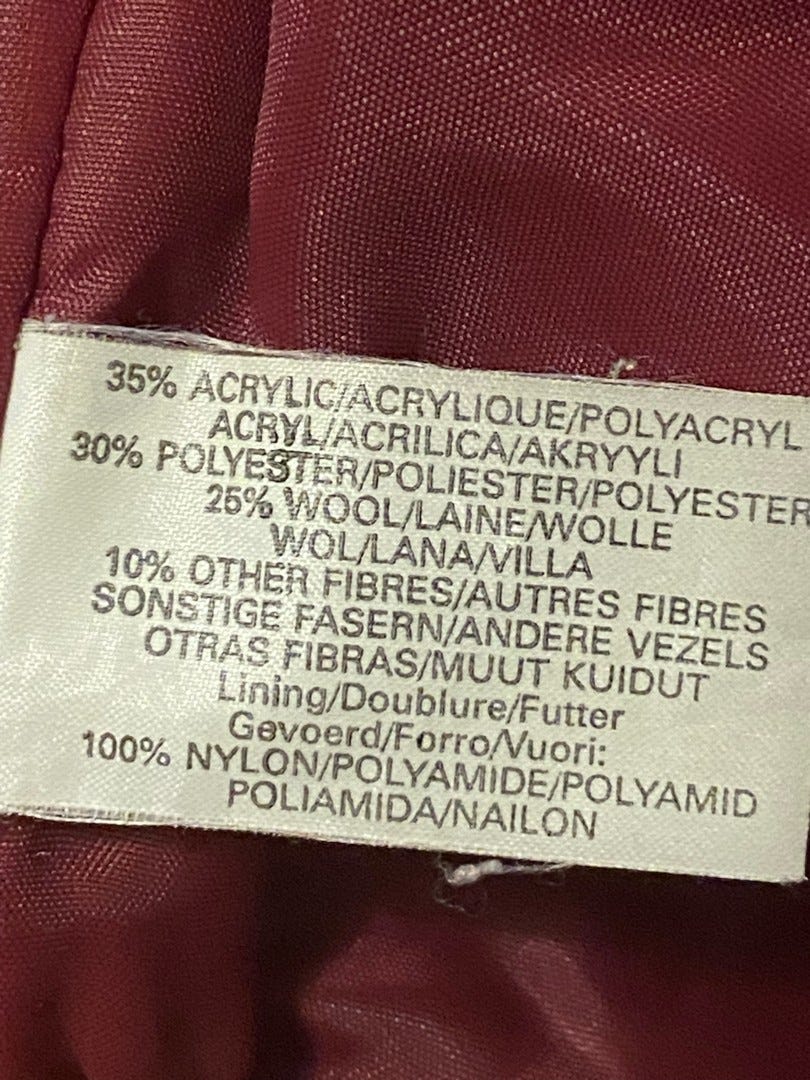 35% ACRYLIC/ACRYLIQUE/POLYACRYL
ACRYL/ACRILICA/AKRYYLI
30% POLYESTER/POLIESTER/POLYESTER
25% WOOL/LAINE/WOLLE
WOL/LANA/VILLA
10% OTHER FIBRES/AUTRES FIBRES
SONSTIGE FASERN/ANDERE VEZELS
OTRAS FIBRAS/MUUT KUIDUT
Lining/Doublure/Futter
Gevoerd/Forro/Vuori:
100% NYLON/POLYAMIDE/POLYAMID
POLIAMIDA/NAILON